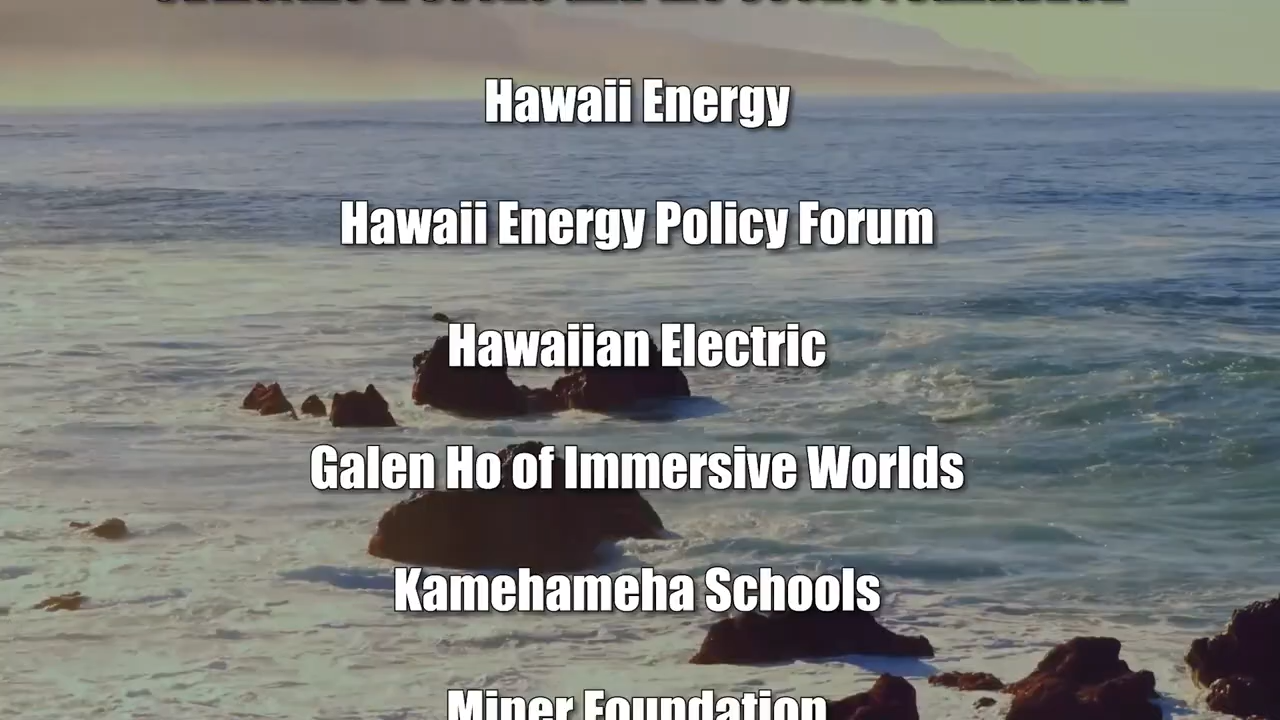 Hawaii Energy
Hawaii Energy Policy Forum
Hawaiian Electric
Galen Ho of Immersive Worlds
Kamehameha Schools
Miner Foundation